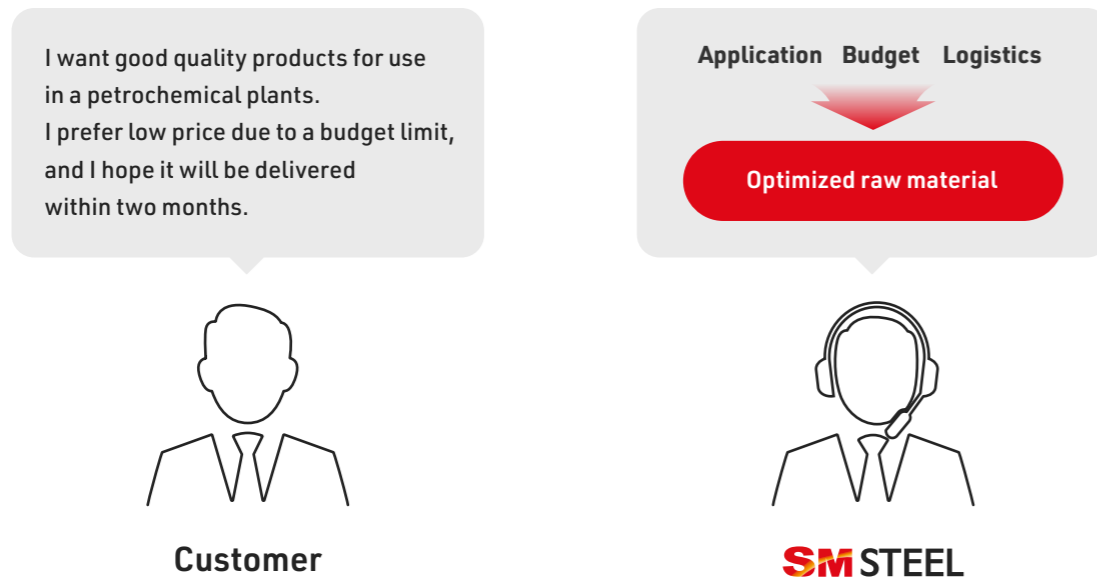 I want good quality products for use
in a petrochemical plants.
I prefer low price due to a budget limit,
and I hope it will be delivered
within two months.
Customer
Application Budget Logistics
Optimized raw material
SM STEEL